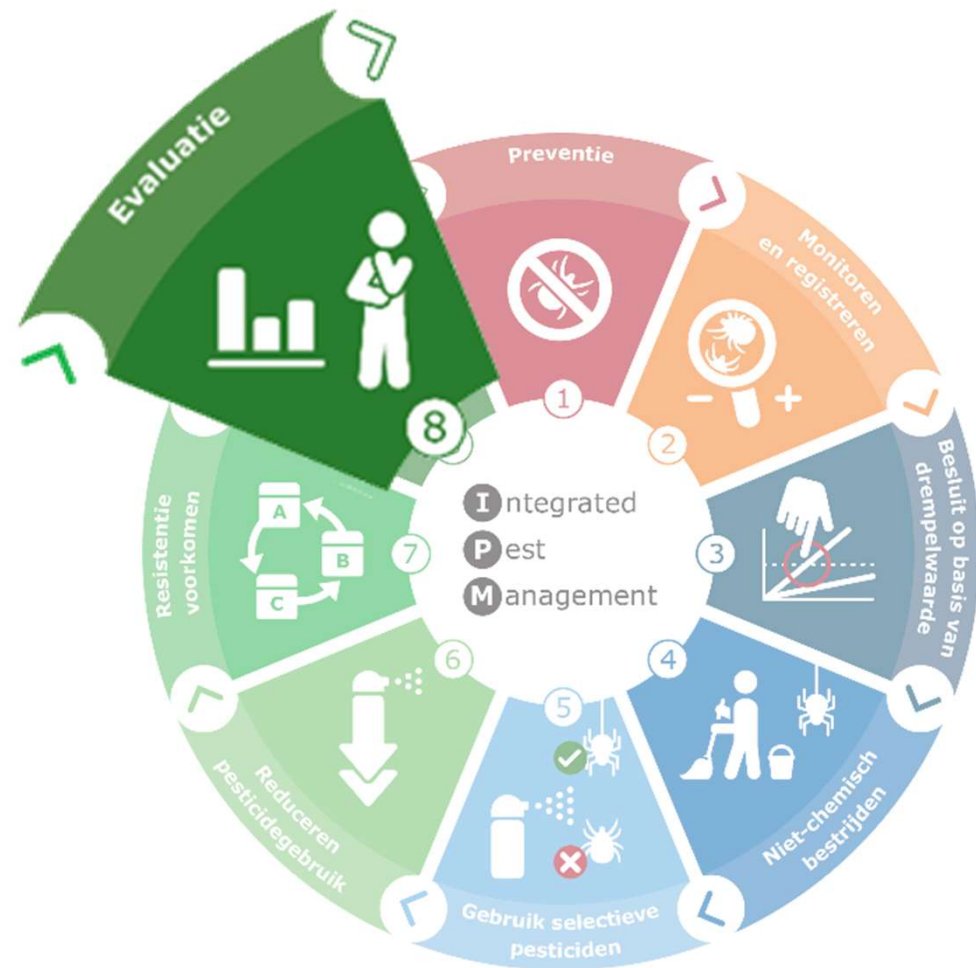 Evaluatie
8
Preventie
1
Monitoren
en registreren
2
Besluit op basis van
drempelwaarde
3
Niet-chemisch
bestrijden
4
Gebruik selectieve
pesticiden
5
Reduceren
pesticidegebruik
6
Resistentie
voorkomen
7
A
B
C
Integrated
Pest
Management